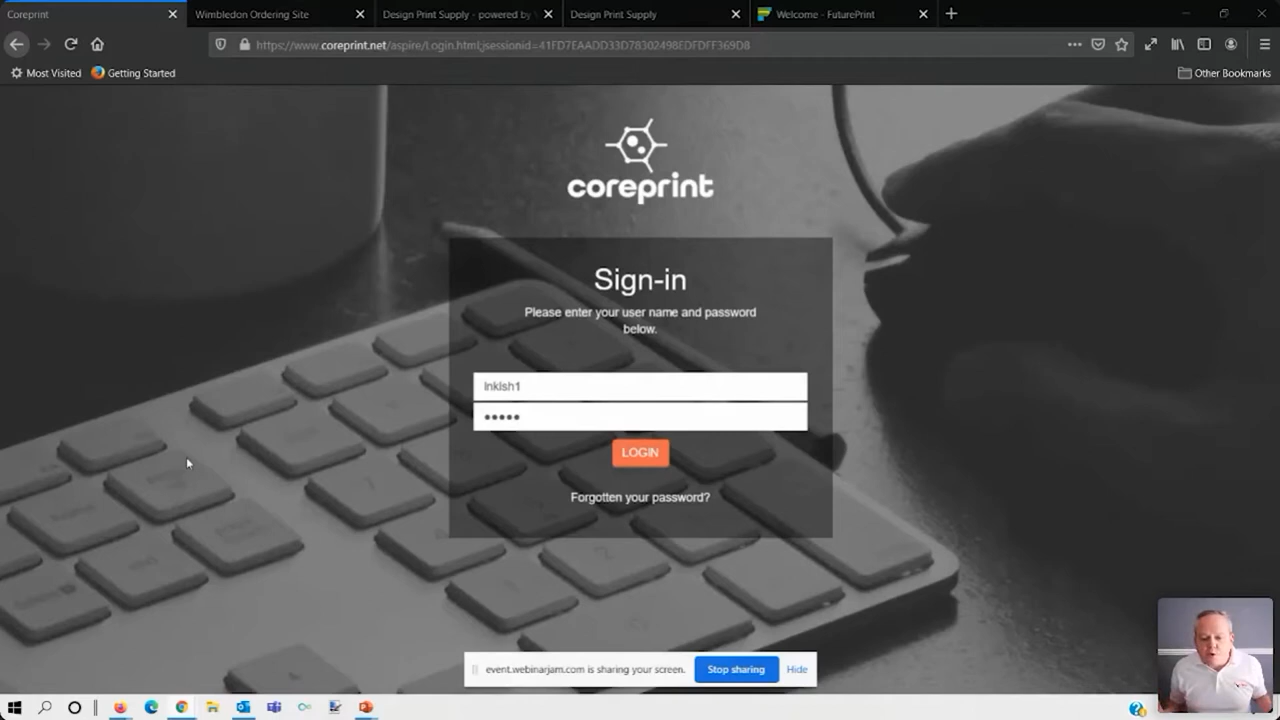 Coreprint
Wimbledon Ordering Site
Design Print Supply - powered by
Design Print Supply
Welcome - FuturePrint
https://www.coreprint.net/aspire/Login.html;jsessionid=41FD7EAADD33D78302498EDFDFF369D8
Most Visited
Getting Started
Other Bookmarks
coreprint
Sign-in
Please enter your user name and password
below.
Inkish1
LOGIN
Forgotten your password?
event.webinarjam.com is sharing your screen.
Stop sharing
Hide